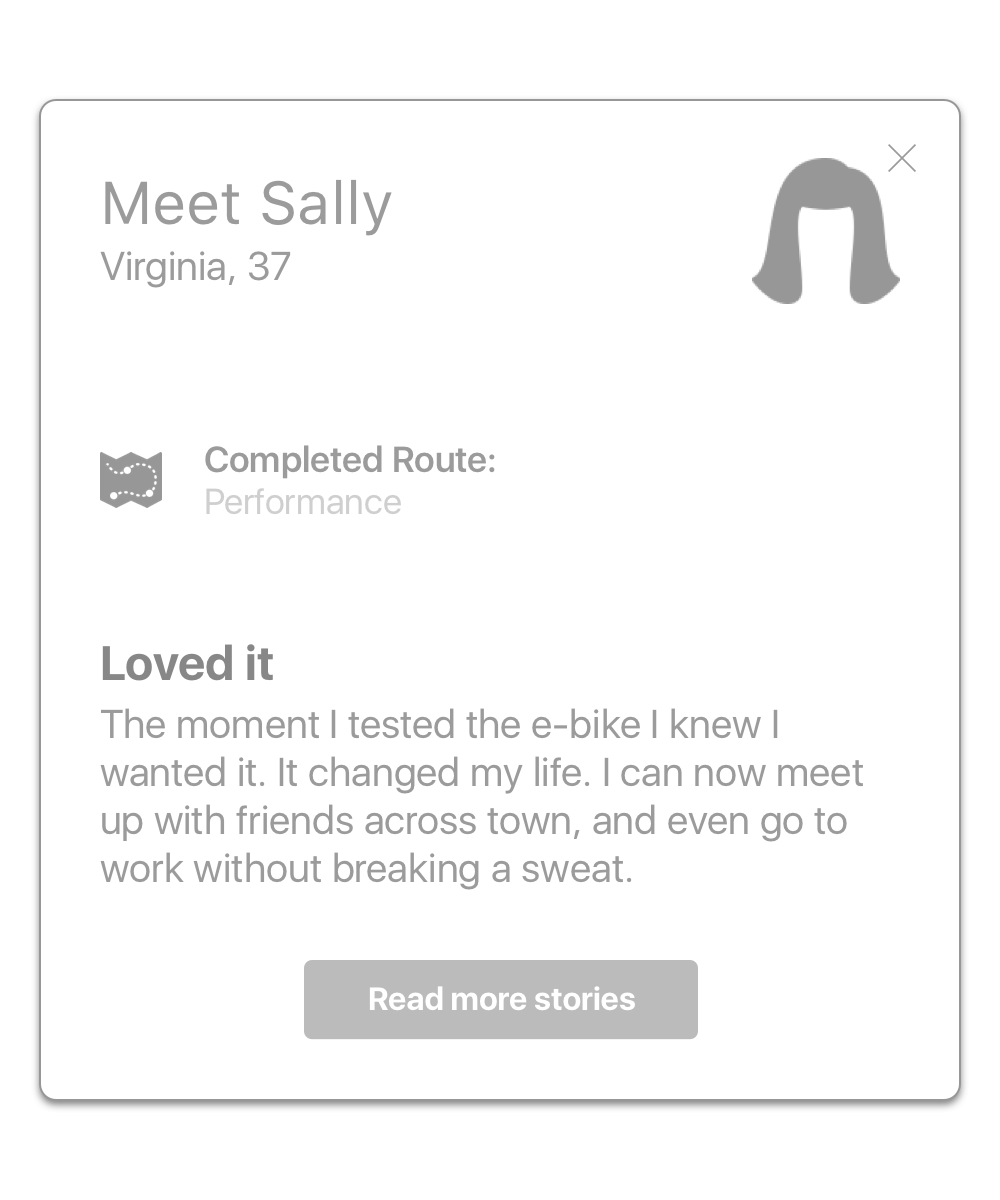 Meet Sally
Virginia, 37
Completed Route:
Performance
Loved it
The moment I tested the e-bike I knew I
wanted it. It changed my life. I can now meet
up with friends across town, and even go to
work without breaking a sweat.
Read more stories